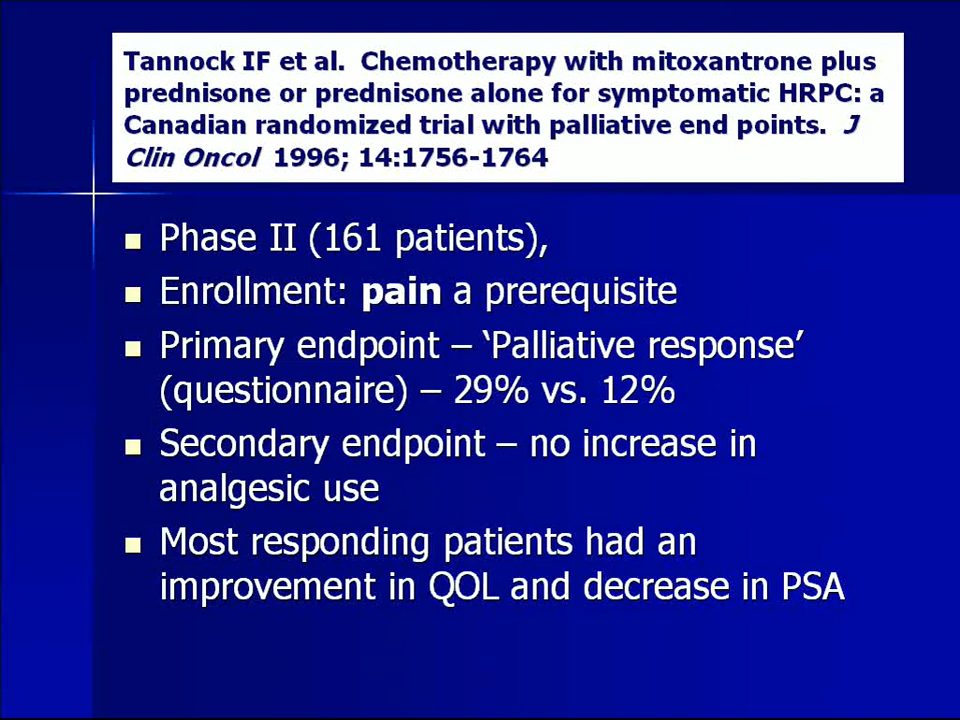 Tannock IF et al. Chemotherapy with mitoxantrone plus
prednisone or prednisone alone for symptomatic HRPC: a
Canadian randomized trial with palliative end points. J
Clin Oncol 1996; 14:1756-1764
Phase II (161 patients),
Enrollment: pain a prerequisite
Primary endpoint – ‘Palliative response’
(questionnaire) – 29% vs. 12%
Secondary endpoint – no increase in
analgesic use
Most responding patients had an
improvement in QOL and decrease in PSA